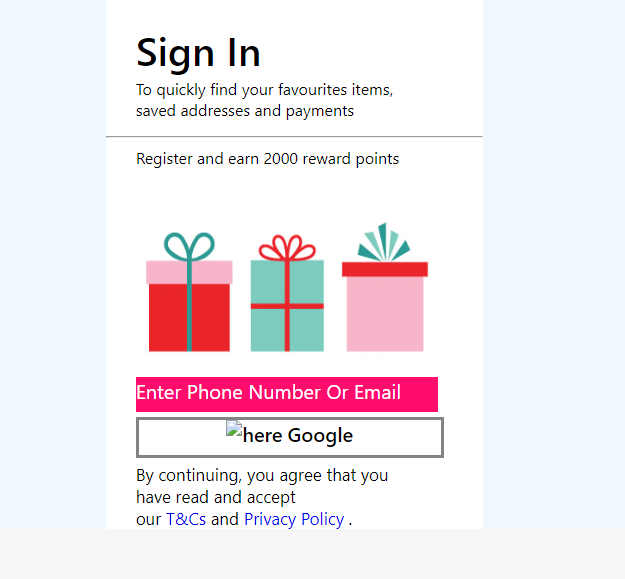 Sign In
To quickly find your favourites items,
saved addresses and payments
Register and earn 2000 reward points
Enter Phone Number Or Email
here Google
By continuing, you agree that you
have read and accept
our T&Cs and Privacy Policy .